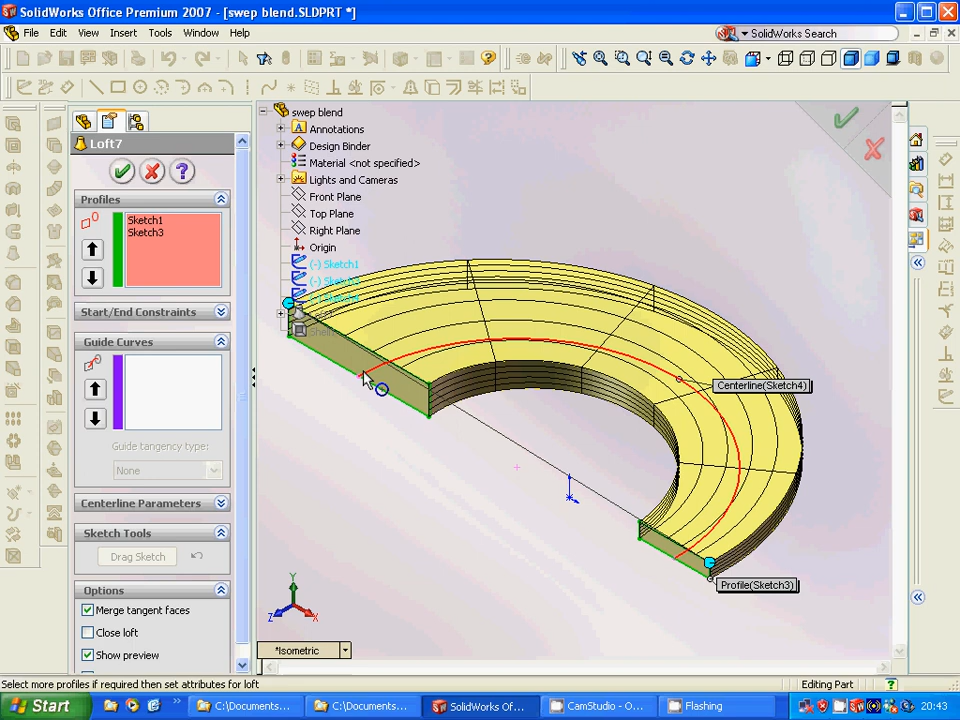 SolidWorks Office Premium 2007 - [swep blend.SLDPRT *]
File Edit View Insert Tools Window Help
SolidWorks Search
Loft7
Profiles
Sketch1
Sketch3
Start/End Constraints
Guide Curves
Guide tangency type:
None
Centerline Parameters
Sketch Tools
Drag Sketch
Options
Merge tangent faces
Close loft
Show preview
swep blend
Annotations
Design Binder
Material <not specified>
Lights and Cameras
Front Plane
Top Plane
Right Plane
Origin
(-) Sketch1
Centerline(Sketch4)
Profile(Sketch3)
Y
Z
X
*Isometric
Select more profiles if required then set attributes for loft
Editing Part
Start
C:\Documents...
C:\Documents...
SolidWorks Of...
CamStudio - O...
Flashing
20:43